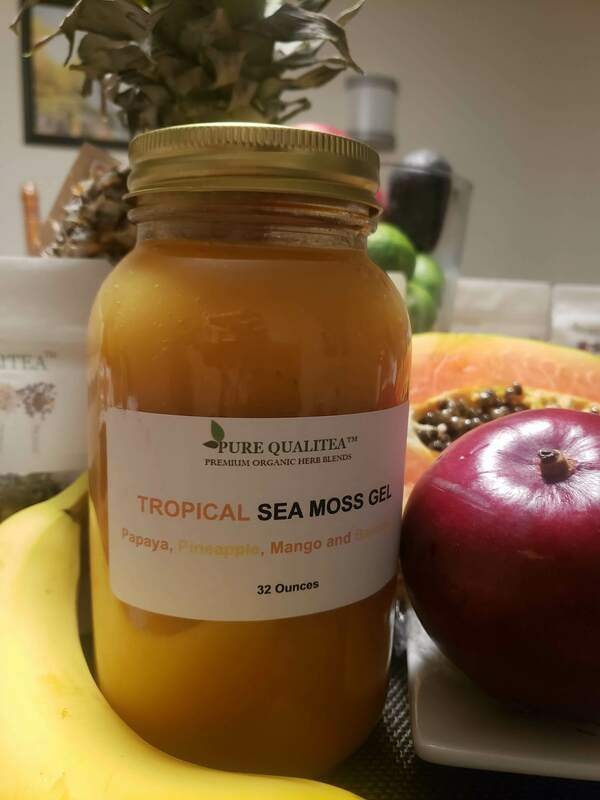 PURE QUALITEA™
PREMIUM ORGANIC HERB BLENDS
TROPICAL SEA MOSS GEL
Papaya, Pineapple, Mango and
32 Ounces